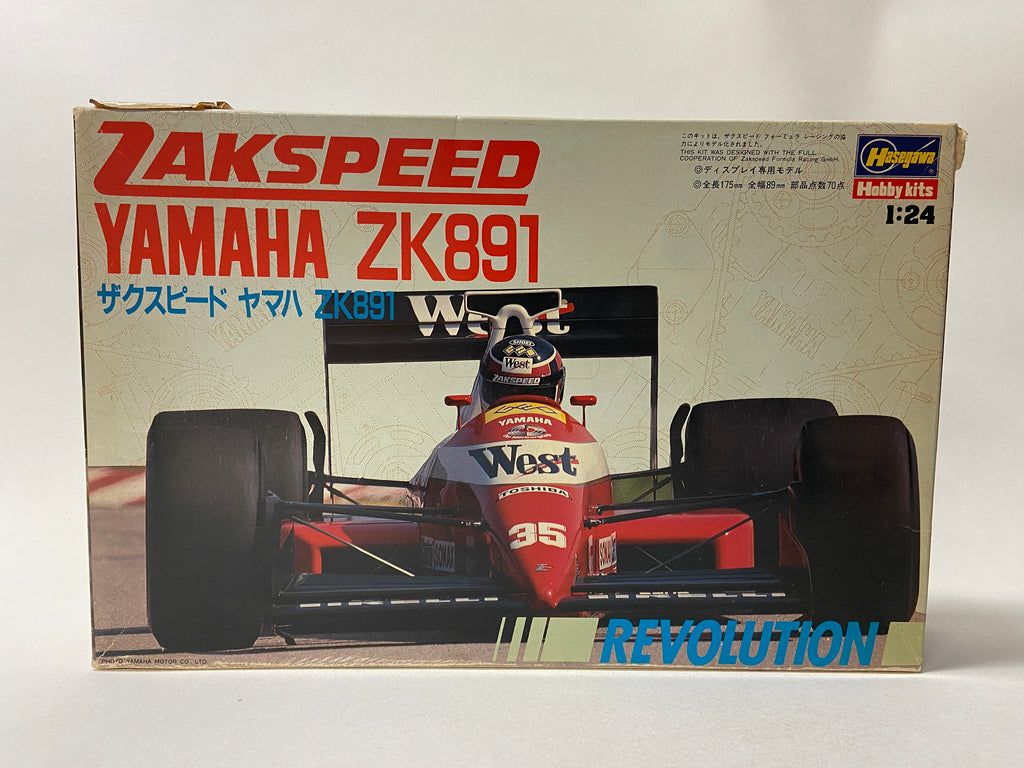 ZAKSPEED
YAMAHA ZK891
ザクスピード ヤマハ ZK891
このキットは、ザクスピード フォーミュラ レーシングの協
力によりモデル化されました。
THIS KIT WAS DESIGNED WITH THE FULL
COOPERATION OF Zakspeed Formula Racing GmbH.
◎ディスプレイ専用モデル
◎全長175mm 全幅89mm 部品点数70点
Hasegawa
Hobby kits
1:24
West
SHOEI
West
ZAKSPEED
YAMAHA
West
TOSHIBA
35
PIRELLI
REVOLUTION
PHOTO YAMAHA MOTOR CO., LTD.